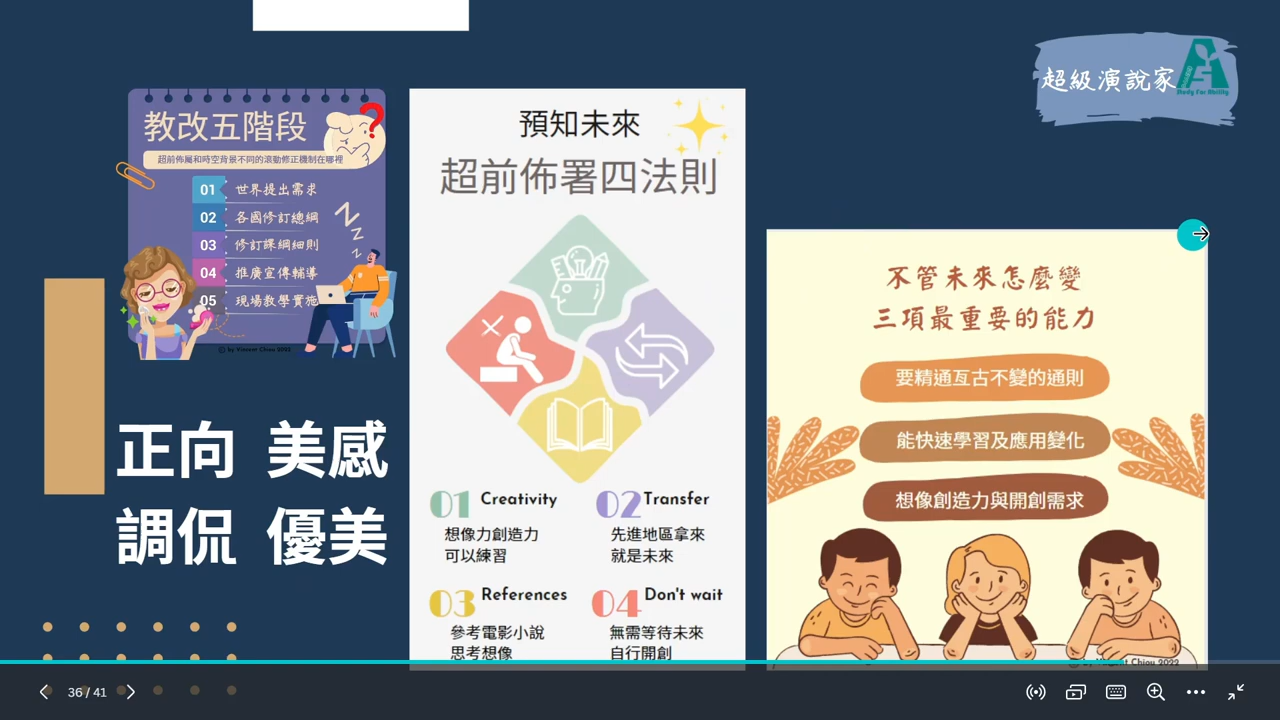 超級演說家
Study For Ability
教改五階段
超前佈屬和時空背景不同的滾動修正機制在哪裡
01 世界提出需求
02 各國修訂總綱
03 修訂課綱細則
04 推廣宣傳輔導
05 現場教學實施
© by Vincent Chiou 2022
正向 美感
調侃 優美
預知未來
超前佈署四法則
01 Creativity
想像力創造力
可以練習
02 Transfer
先進地區拿來
就是未來
03 References
參考電影小說
思考想像
04 Don't wait
無需等待未來
自行開創
不管未來怎麼變
三項最重要的能力
要精通亙古不變的通則
能快速學習及應用變化
想像創造力與開創需求
© by Vincent Chiou 2022
36 / 41